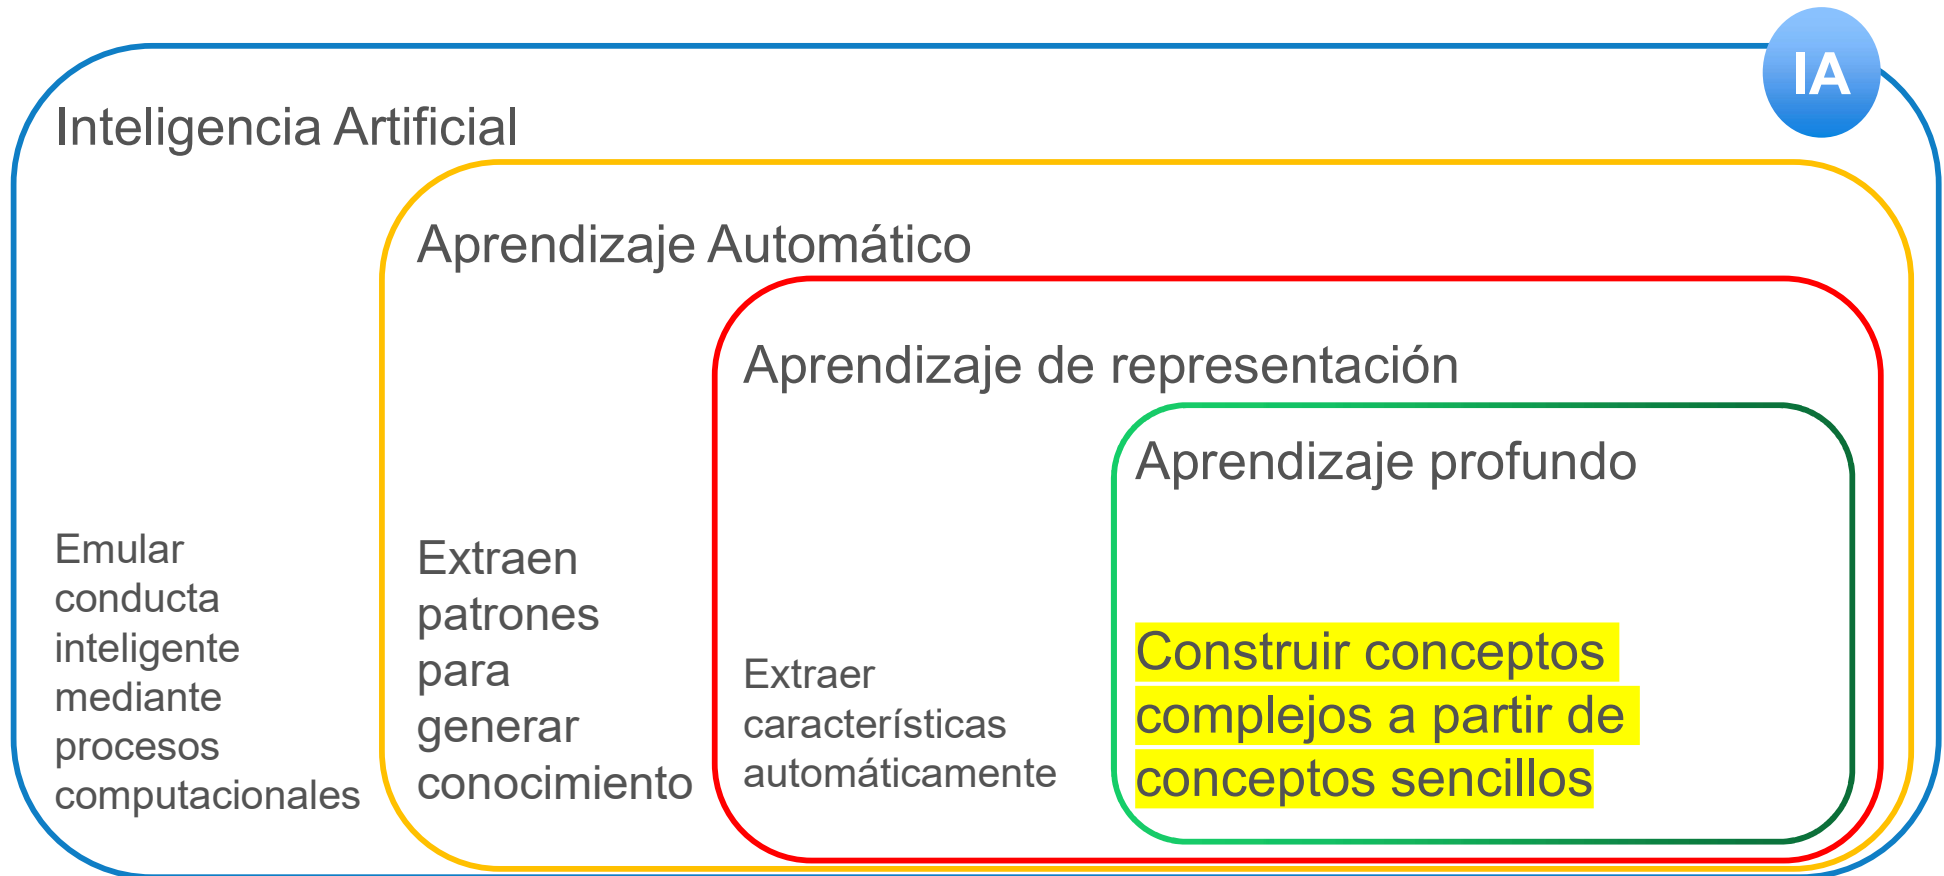 IA
Inteligencia Artificial
Aprendizaje Automático
Aprendizaje de representación
Aprendizaje profundo
Emular
conducta
inteligente
mediante
procesos
computacionales
Extraen
patrones
para
generar
conocimiento
Extraer
características
automáticamente
Construir conceptos
complejos a partir de
conceptos sencillos